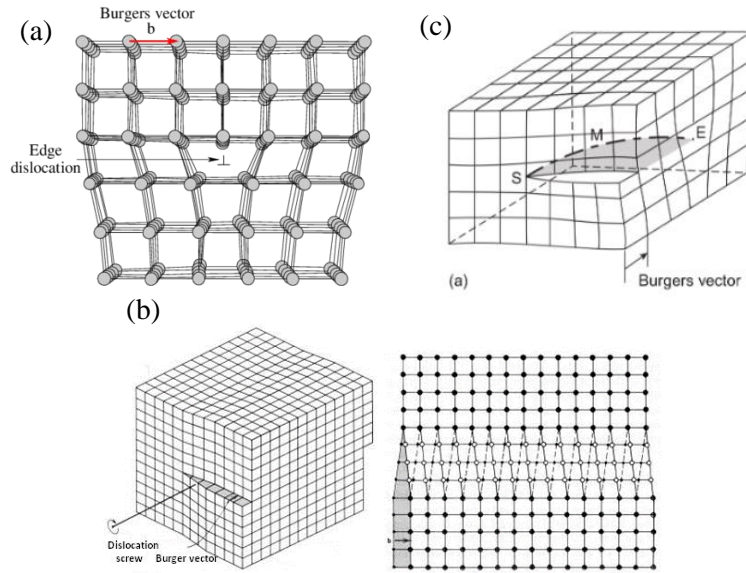 (a)
Burgers vector
b
Edge
dislocation
⊥
(c)
M
E
S
(a)
Burgers vector
(b)
Dislocation
screw
Burger vector
b